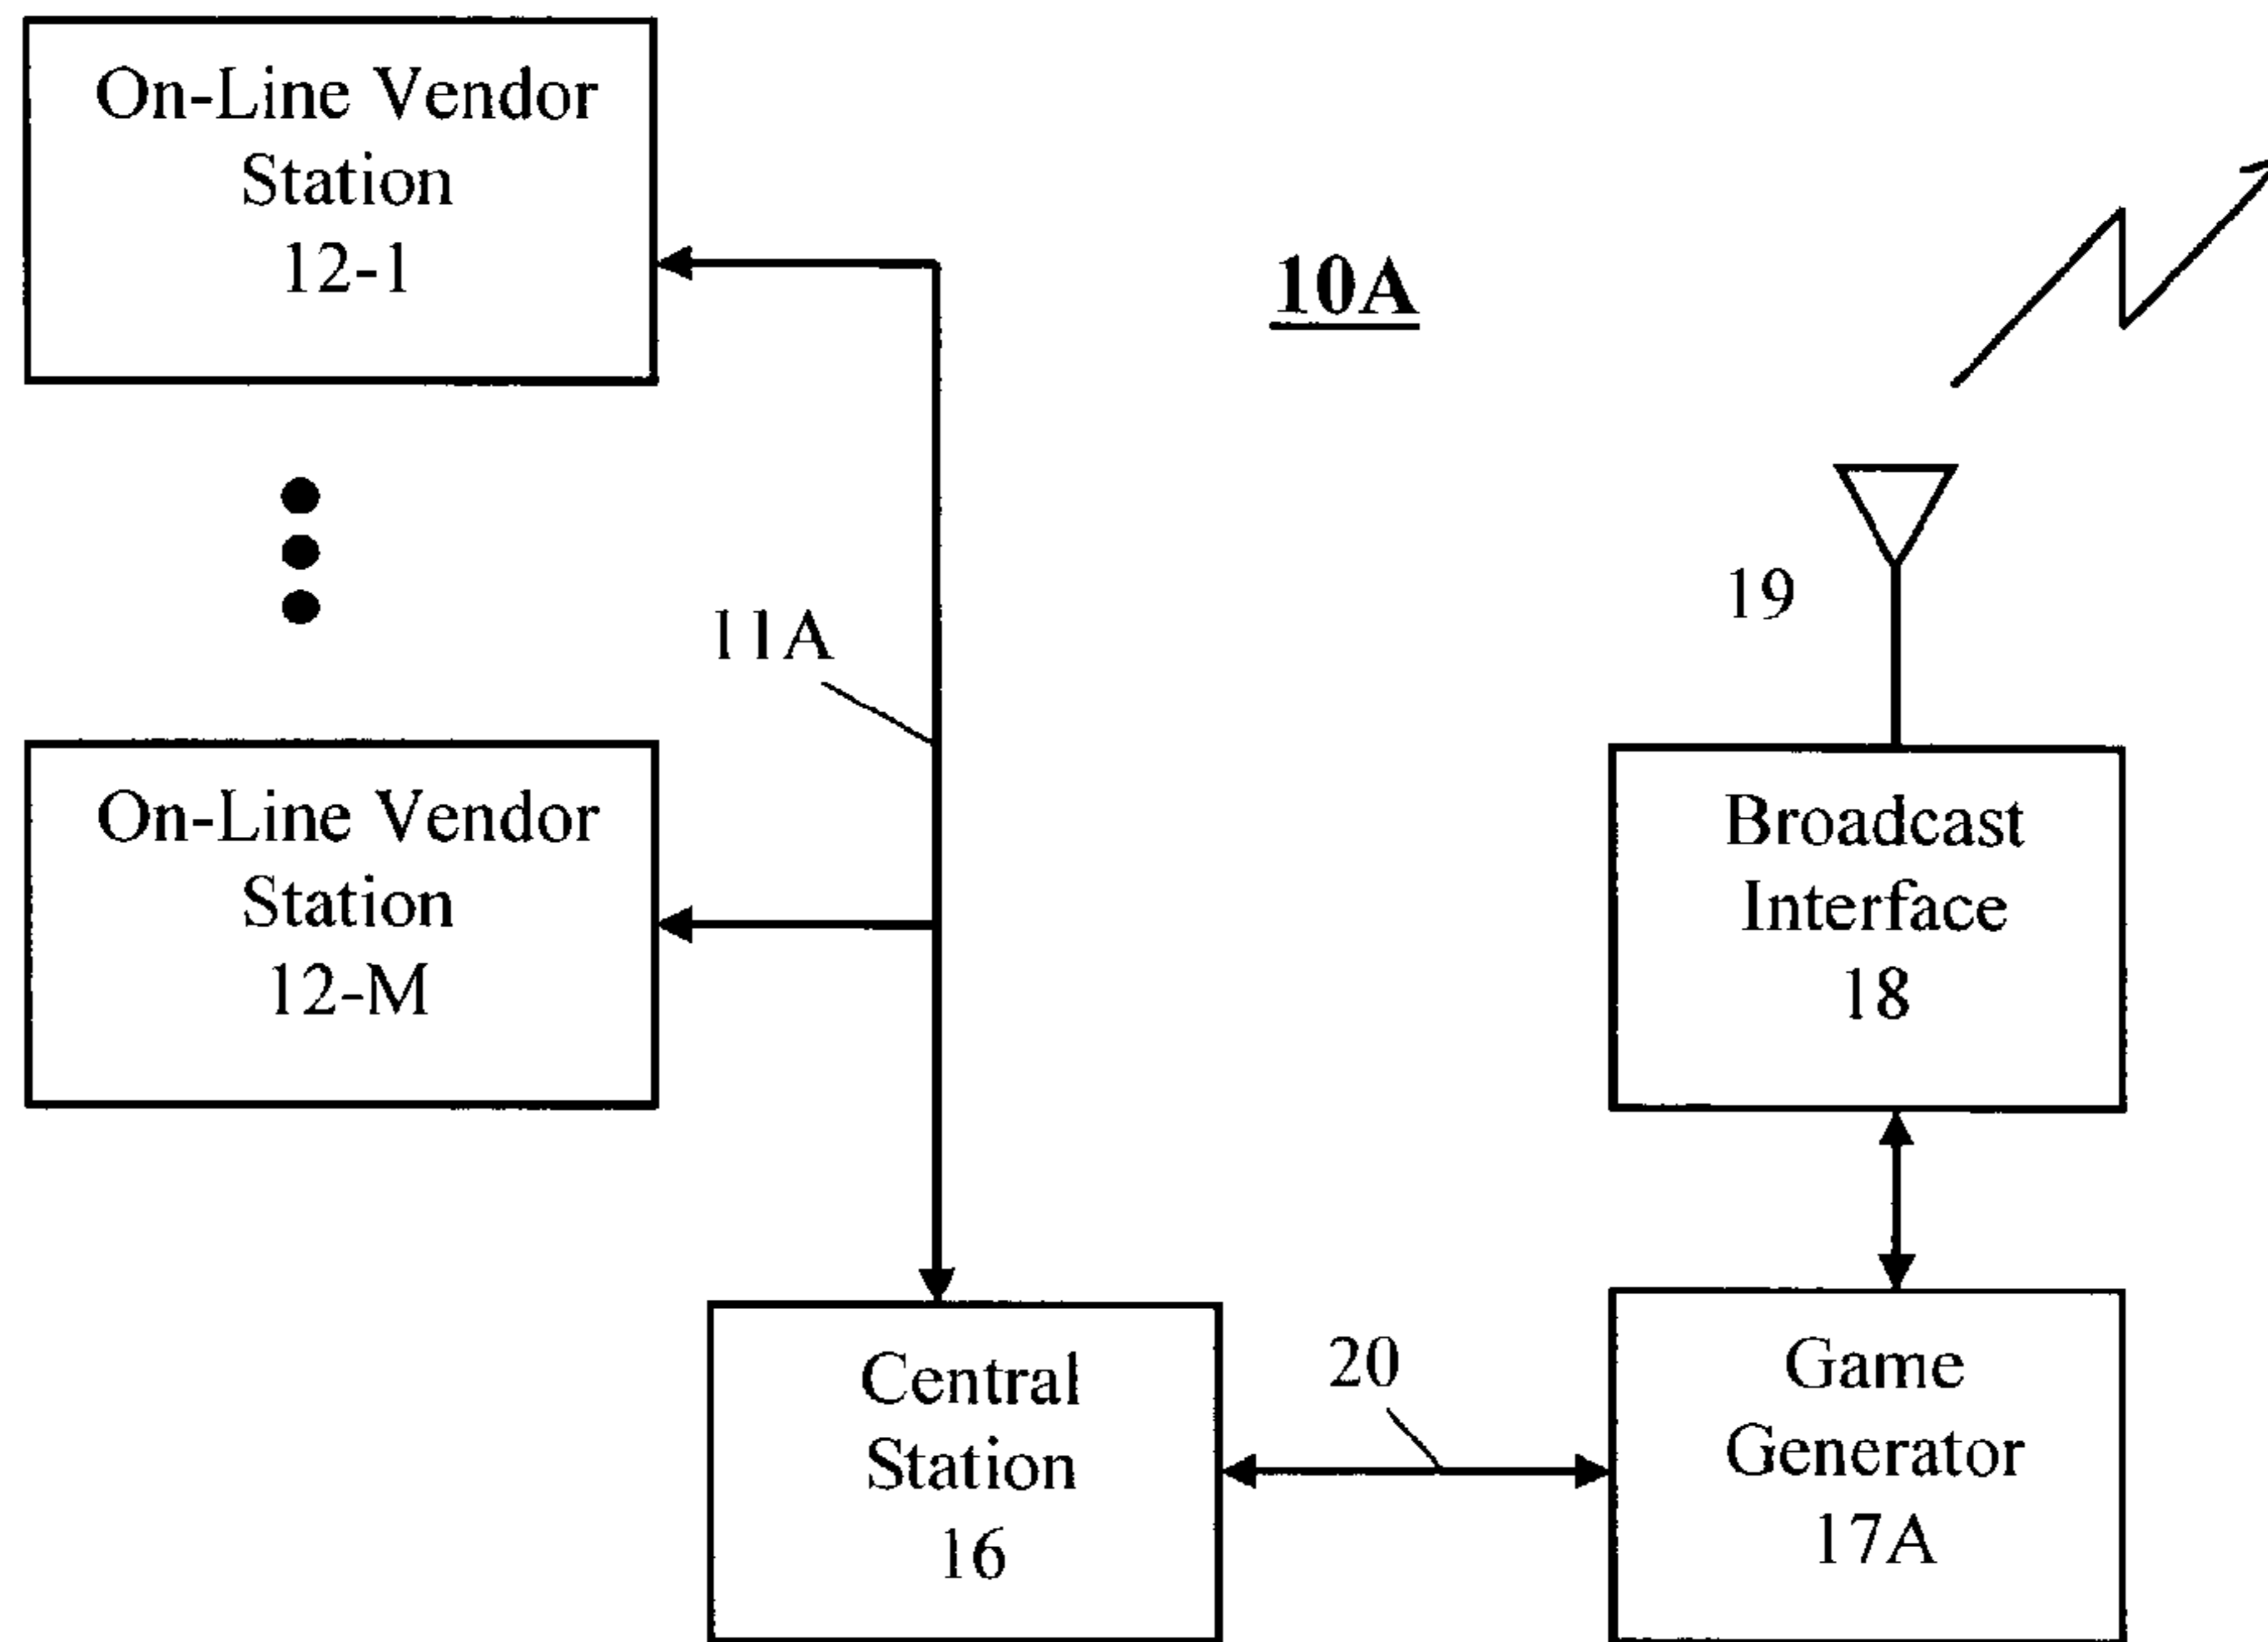 On-Line Vendor
Station
12-1
10A
11A
19
On-Line Vendor
Station
12-M
Broadcast
Interface
18
Central
Station
16
20
Game
Generator
17A